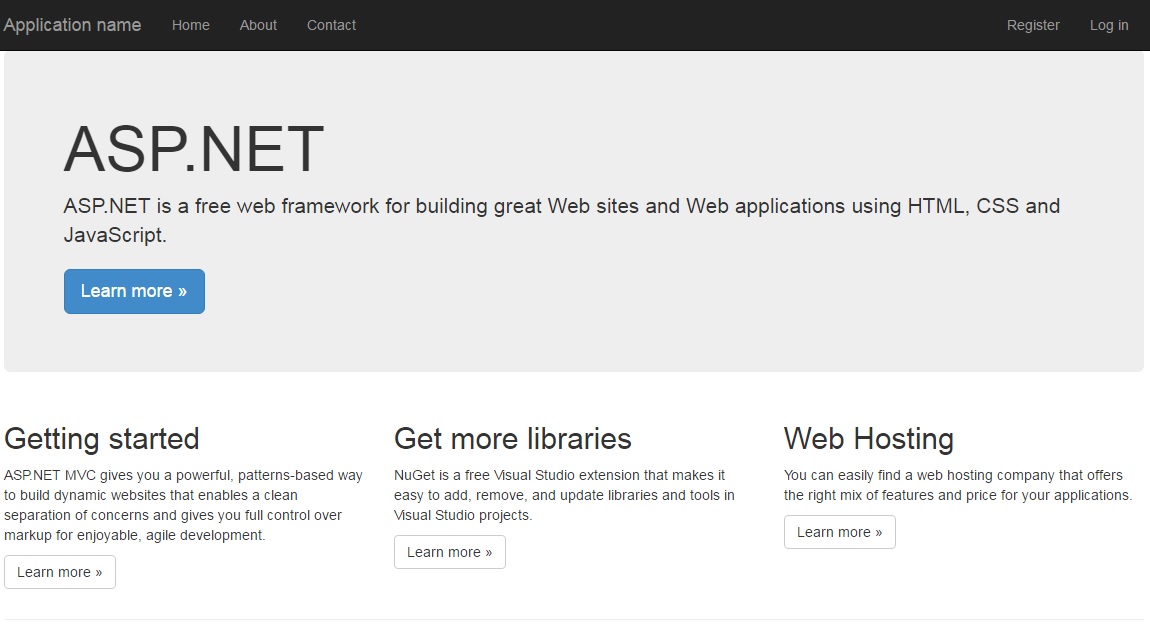 Application name Home About Contact Register Log in
ASP.NET
ASP.NET is a free web framework for building great Web sites and Web applications using HTML, CSS and
JavaScript.
Learn more »
Getting started
ASP.NET MVC gives you a powerful, patterns-based way
to build dynamic websites that enables a clean
separation of concerns and gives you full control over
markup for enjoyable, agile development.
Learn more »
Get more libraries
NuGet is a free Visual Studio extension that makes it
easy to add, remove, and update libraries and tools in
Visual Studio projects.
Learn more »
Web Hosting
You can easily find a web hosting company that offers
the right mix of features and price for your applications.
Learn more »